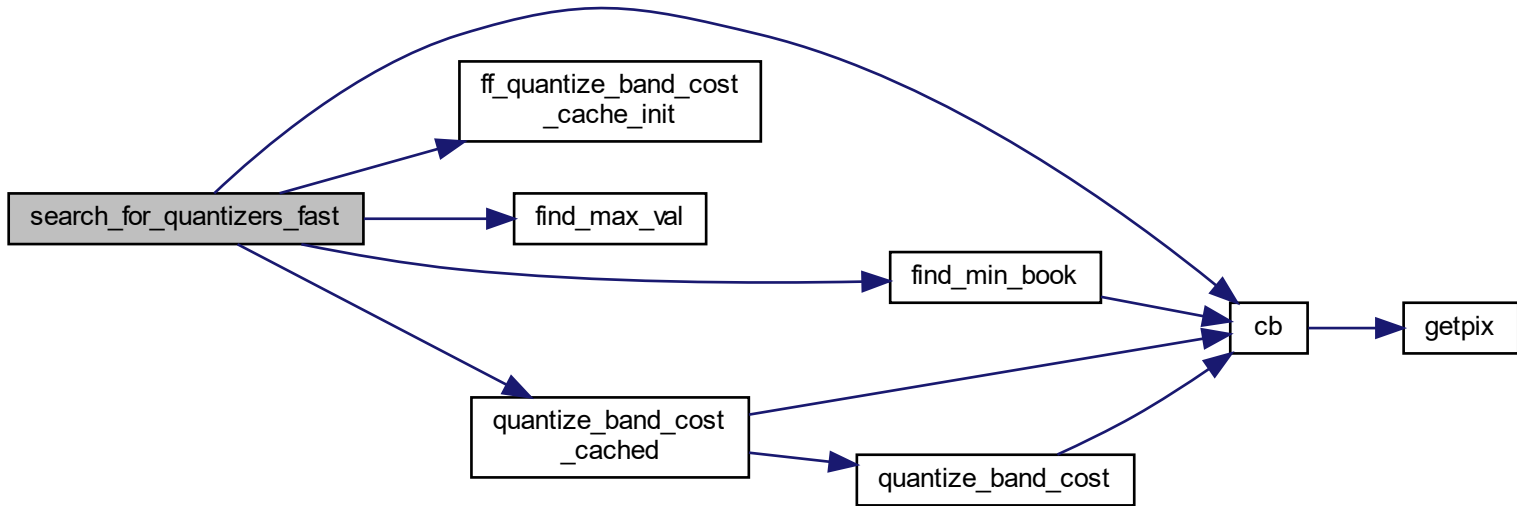 ff_quantize_band_cost
_cache_init
search_for_quantizers_fast
find_max_val
find_min_book
cb
getpix
quantize_band_cost
_cached
quantize_band_cost